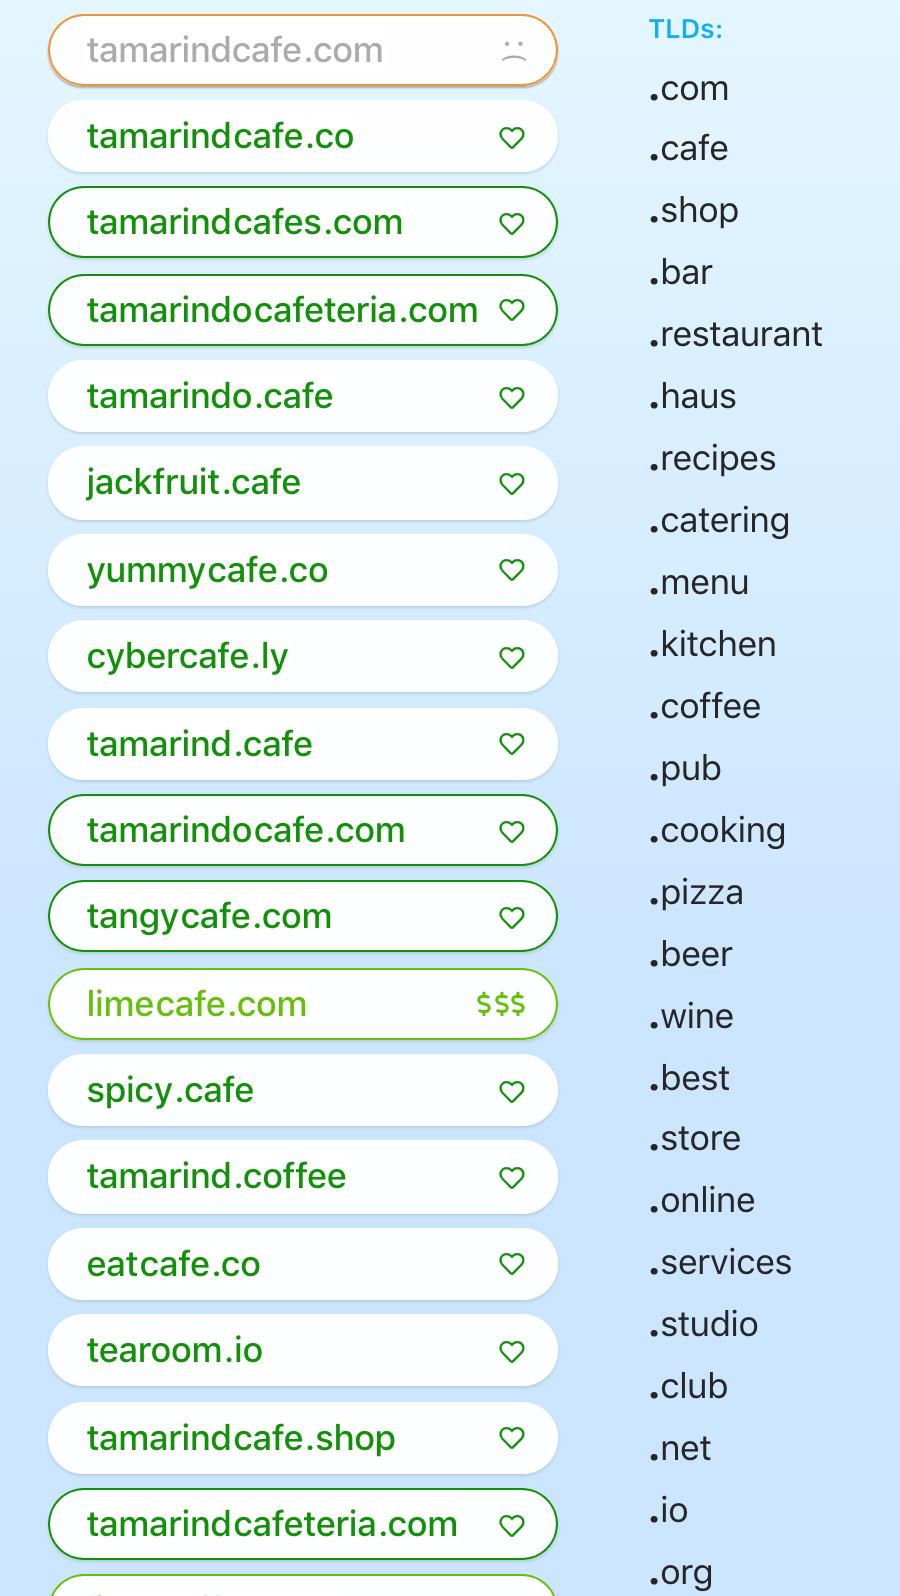 tamarindcafe.com
tamarindcafe.co
tamarindcafes.com
tamarindocafeteria.com
tamarindo.cafe
jackfruit.cafe
yummycafe.co
cybercafe.ly
tamarind.cafe
tamarindocafe.com
tangycafe.com
limecafe.com $$$
spicy.cafe
tamarind.coffee
eatcafe.co
tearoom.io
tamarindcafe.shop
tamarindcafeteria.com
TLDs:
.com
.cafe
.shop
.bar
.restaurant
.haus
.recipes
.catering
.menu
.kitchen
.coffee
.pub
.cooking
.pizza
.beer
.wine
.best
.store
.online
.services
.studio
.club
.net
.io
.org